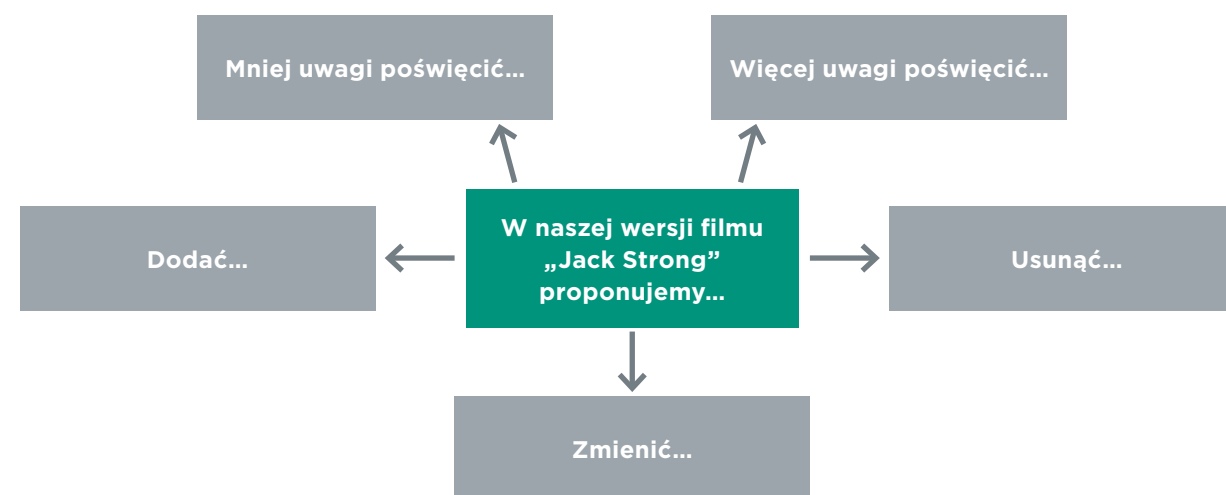 Mniej uwagi poświęcić...
Więcej uwagi poświęcić...
Dodać...
W naszej wersji filmu
„Jack Strong”
proponujemy...
Usunąć...
Zmienić...